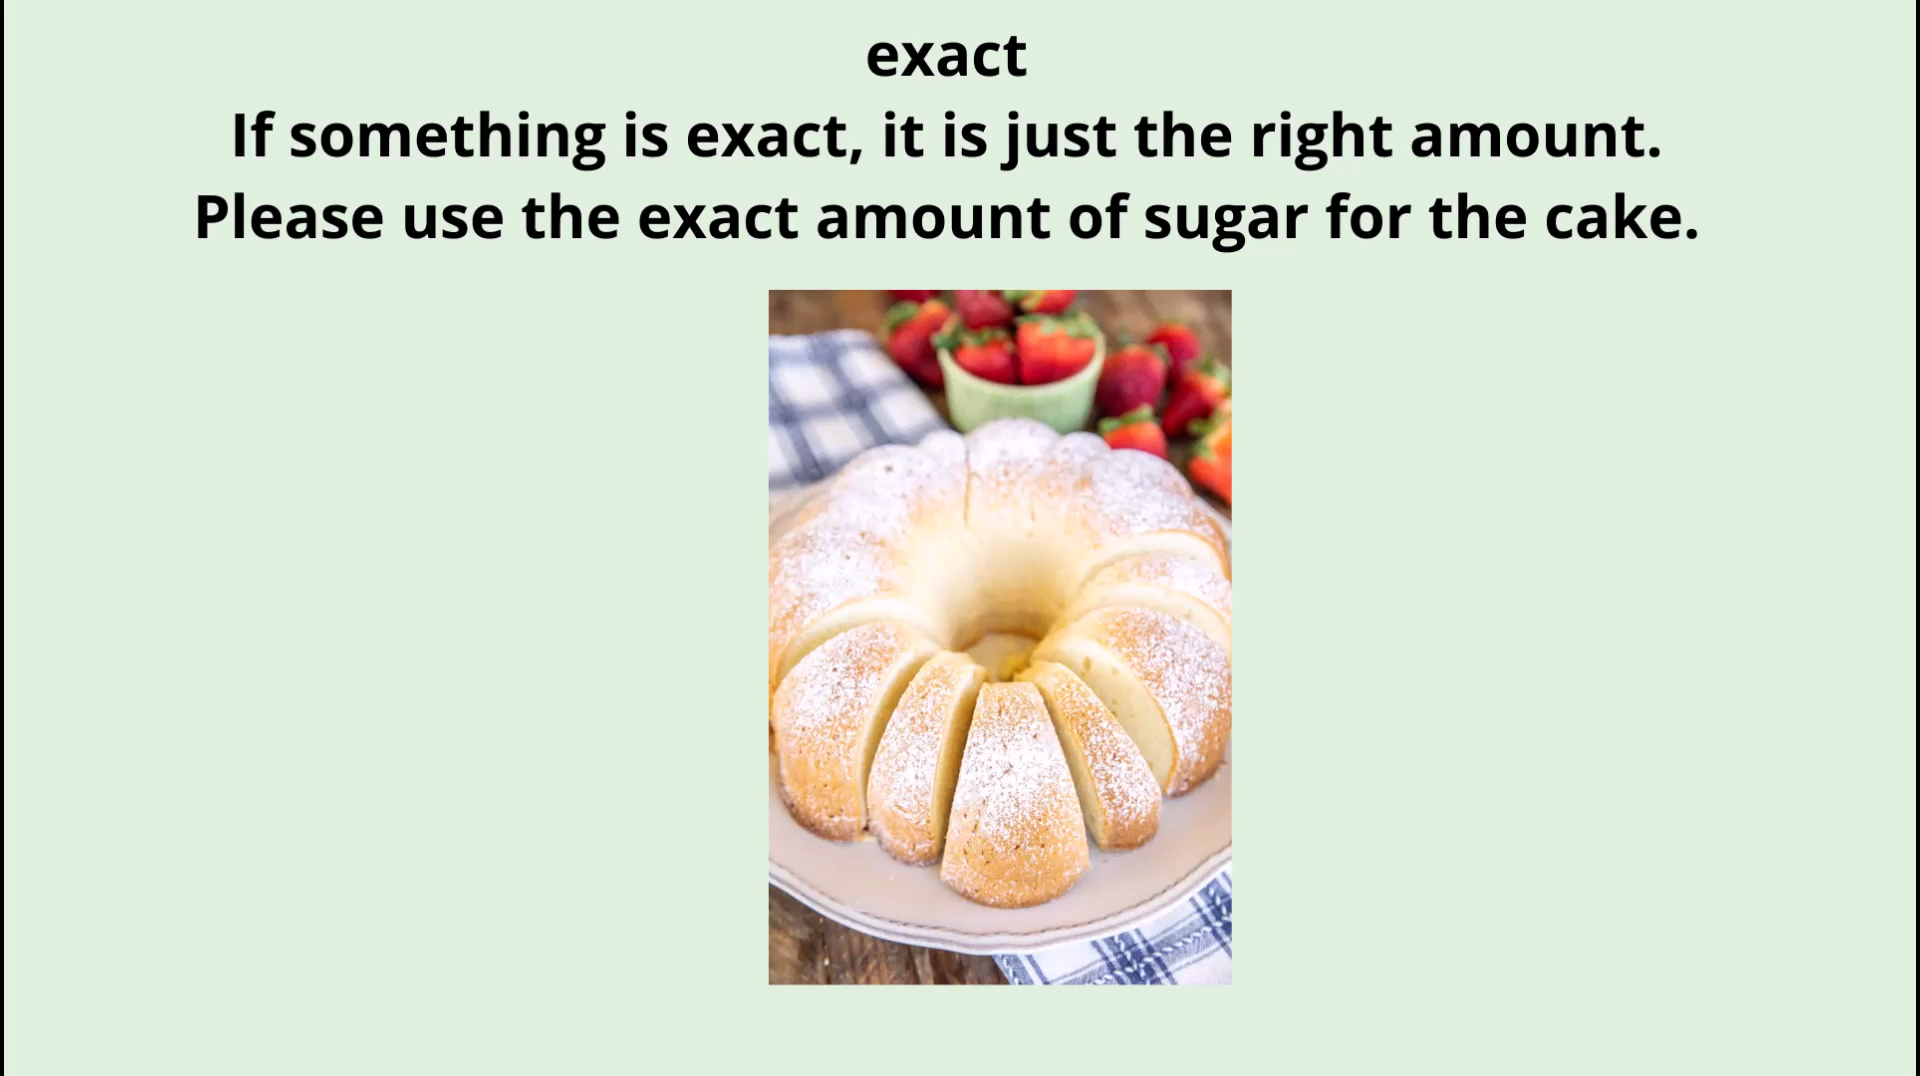 exact
If something is exact, it is just the right amount.
Please use the exact amount of sugar for the cake.